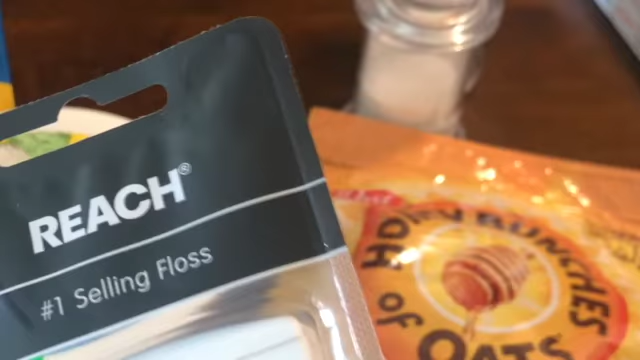 REACH®
#1 Selling Floss
HONEY BUNCHES
of
OATS